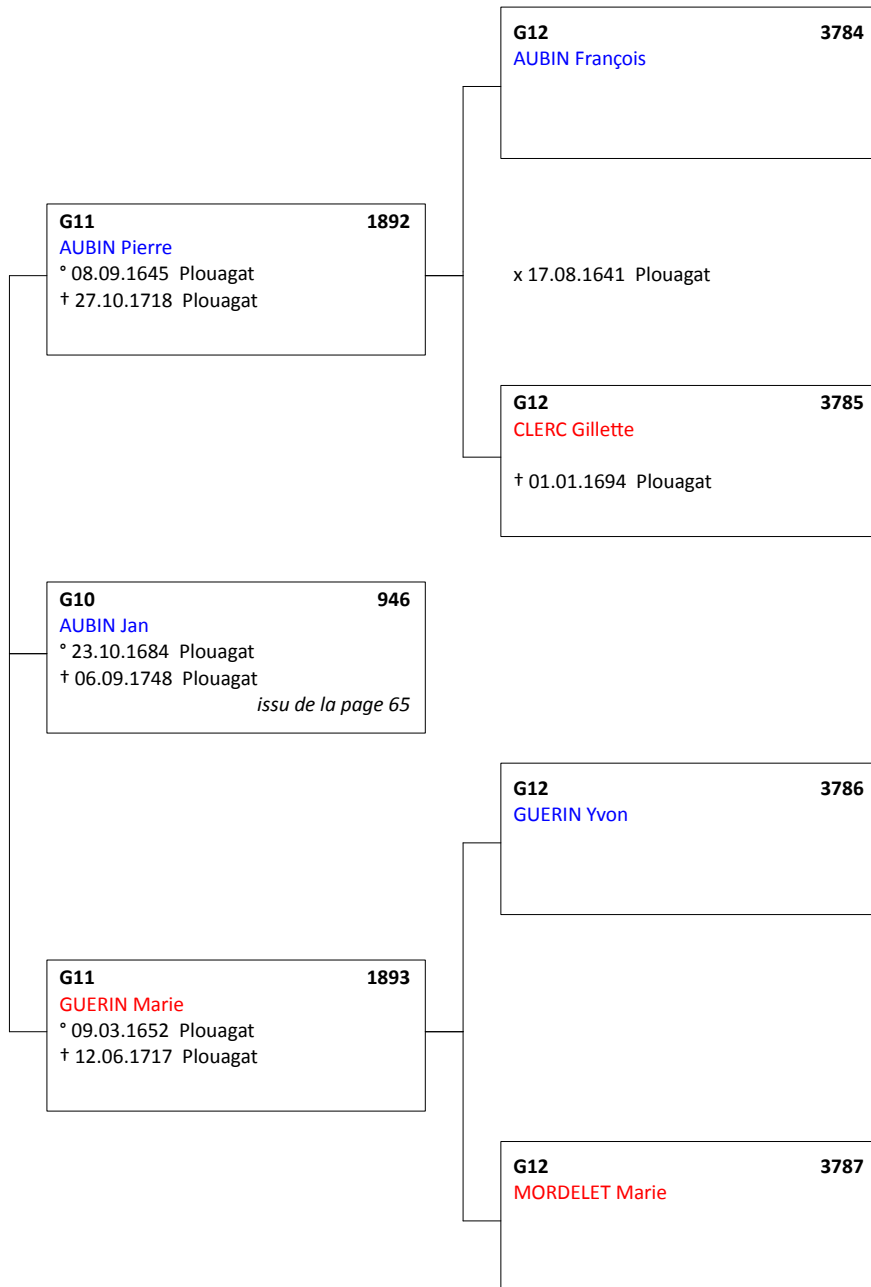 G12 3784
AUBIN François
G11 1892
AUBIN Pierre
° 08.09.1645 Plouagat
† 27.10.1718 Plouagat
x 17.08.1641 Plouagat
G12 3785
CLERC Gillette
† 01.01.1694 Plouagat
G10 946
AUBIN Jan
° 23.10.1684 Plouagat
† 06.09.1748 Plouagat
issu de la page 65
G12 3786
GUERIN Yvon
G11 1893
GUERIN Marie
° 09.03.1652 Plouagat
† 12.06.1717 Plouagat
G12 3787
MORDELET Marie